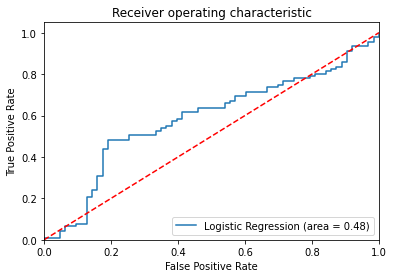 Receiver operating characteristic
True Positive Rate
1.0
0.8
0.6
0.4
0.2
0.0
Logistic Regression (area = 0.48)
0.0 0.2 0.4 0.6 0.8 1.0
False Positive Rate